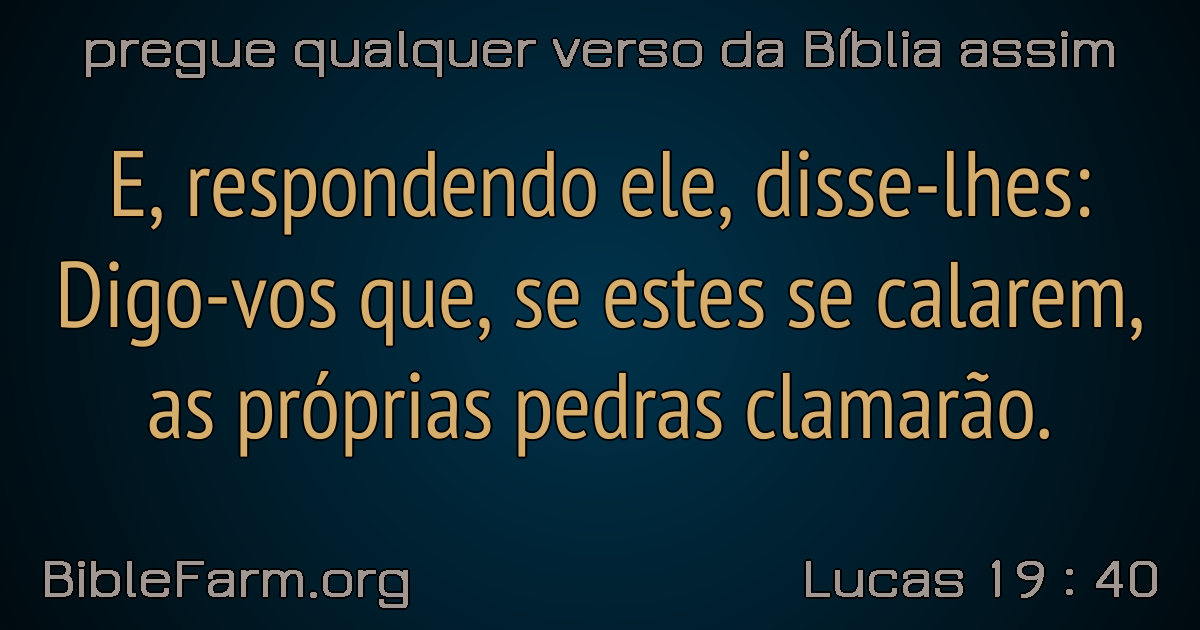 pregue qualquer verso da Bíblia assim
E, respondendo ele, disse-lhes:
Digo-vos que, se estes se calarem,
as próprias pedras clamarão.
BibleFarm.org
Lucas 19 : 40